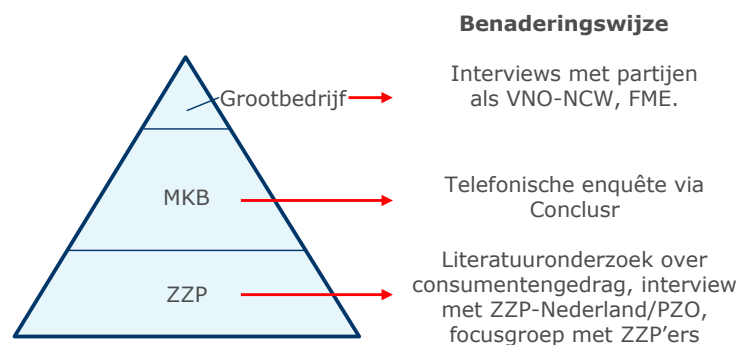 Benaderingswijze
Grootbedrijf
Interviews met partijen
als VNO-NCW, FME.
MKB
Telefonische enquête via
Conclusr
ZZP
Literatuuronderzoek over
consumentengedrag, interview
met ZZP-Nederland/PZO,
focusgroep met ZZP’ers